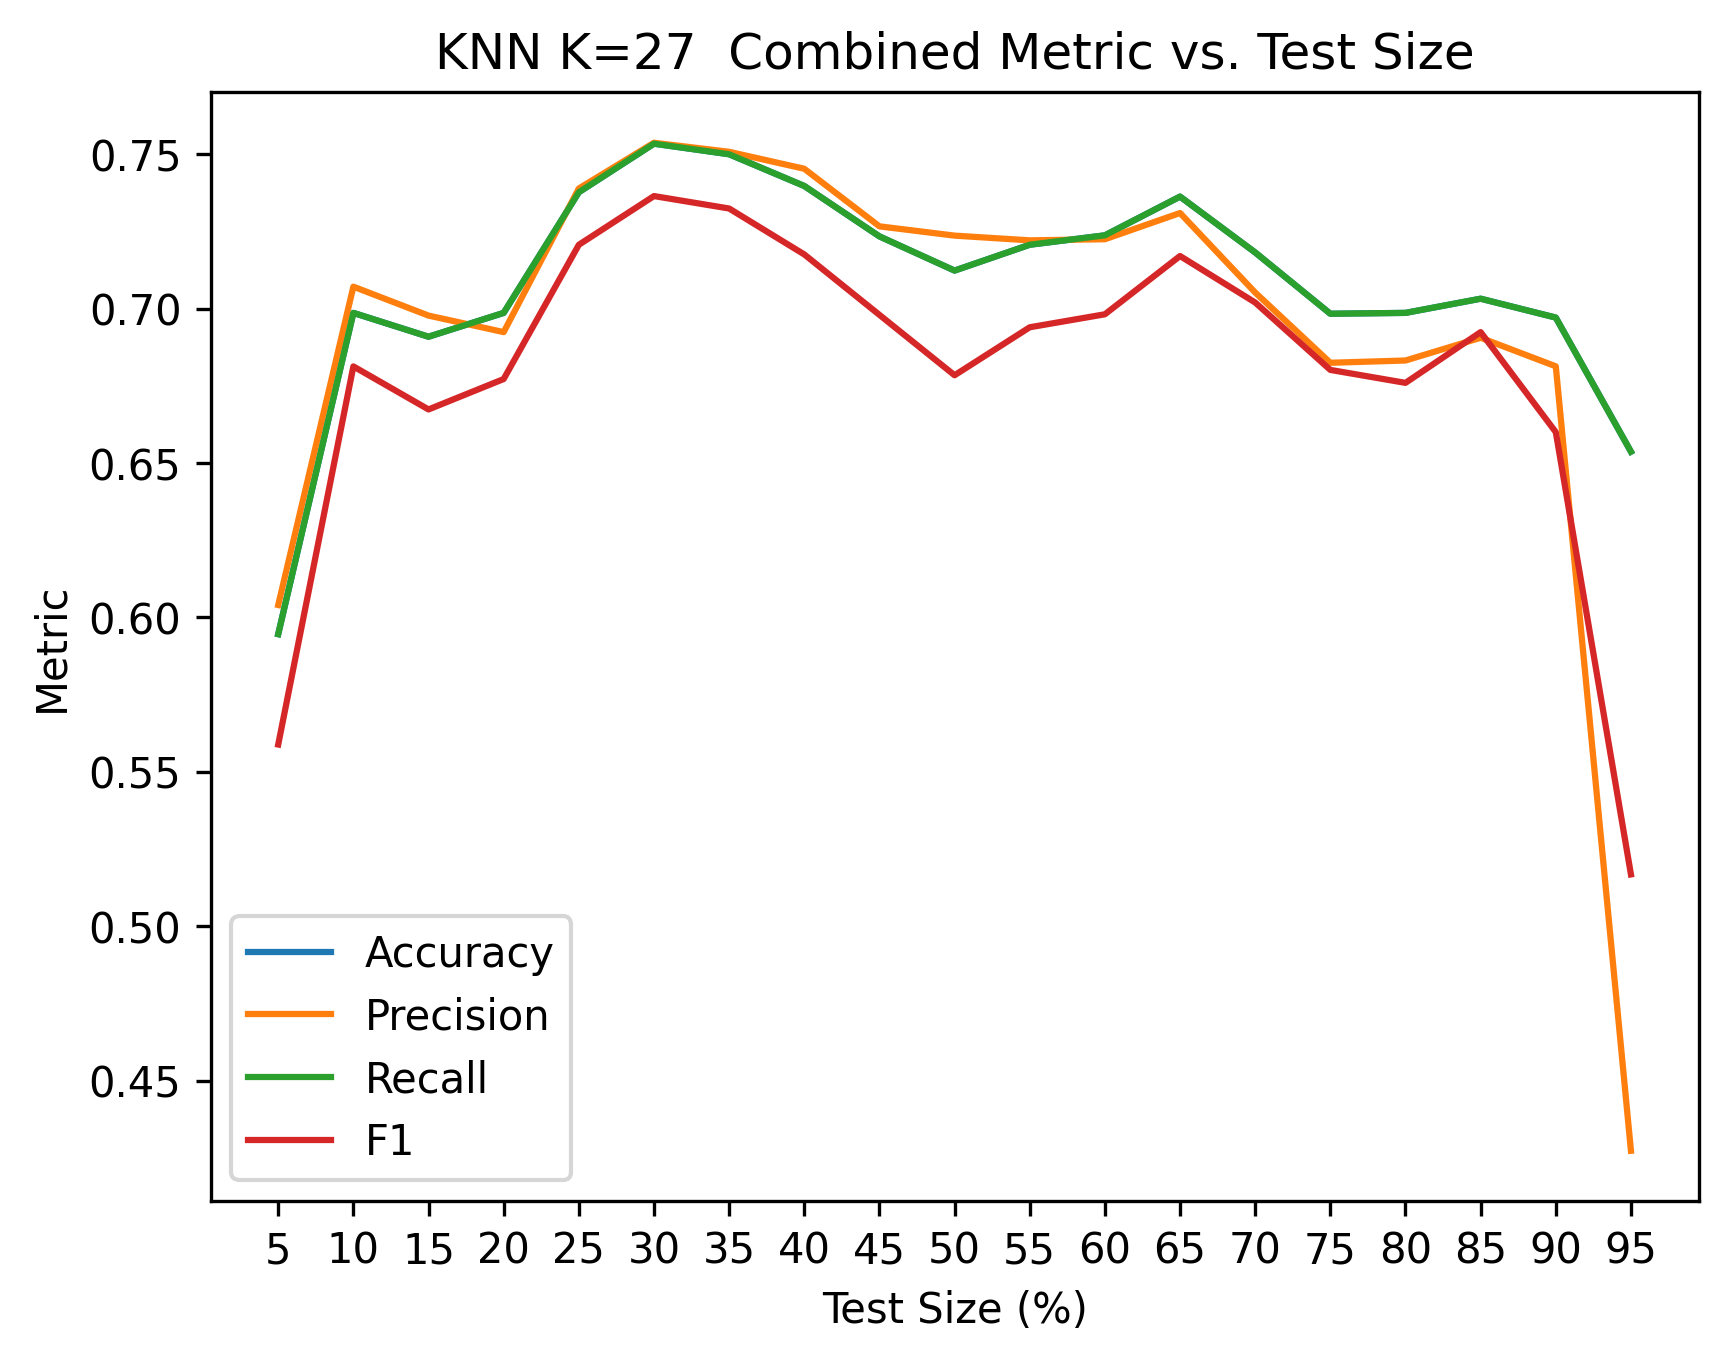 KNN K=27  Combined Metric vs. Test Size
0.75
0.70
0.65
0.60
0.55
0.50
0.45
Metric
Accuracy
Precision
Recall
F1
5 10 15 20 25 30 35 40 45 50 55 60 65 70 75 80 85 90 95
Test Size (%)